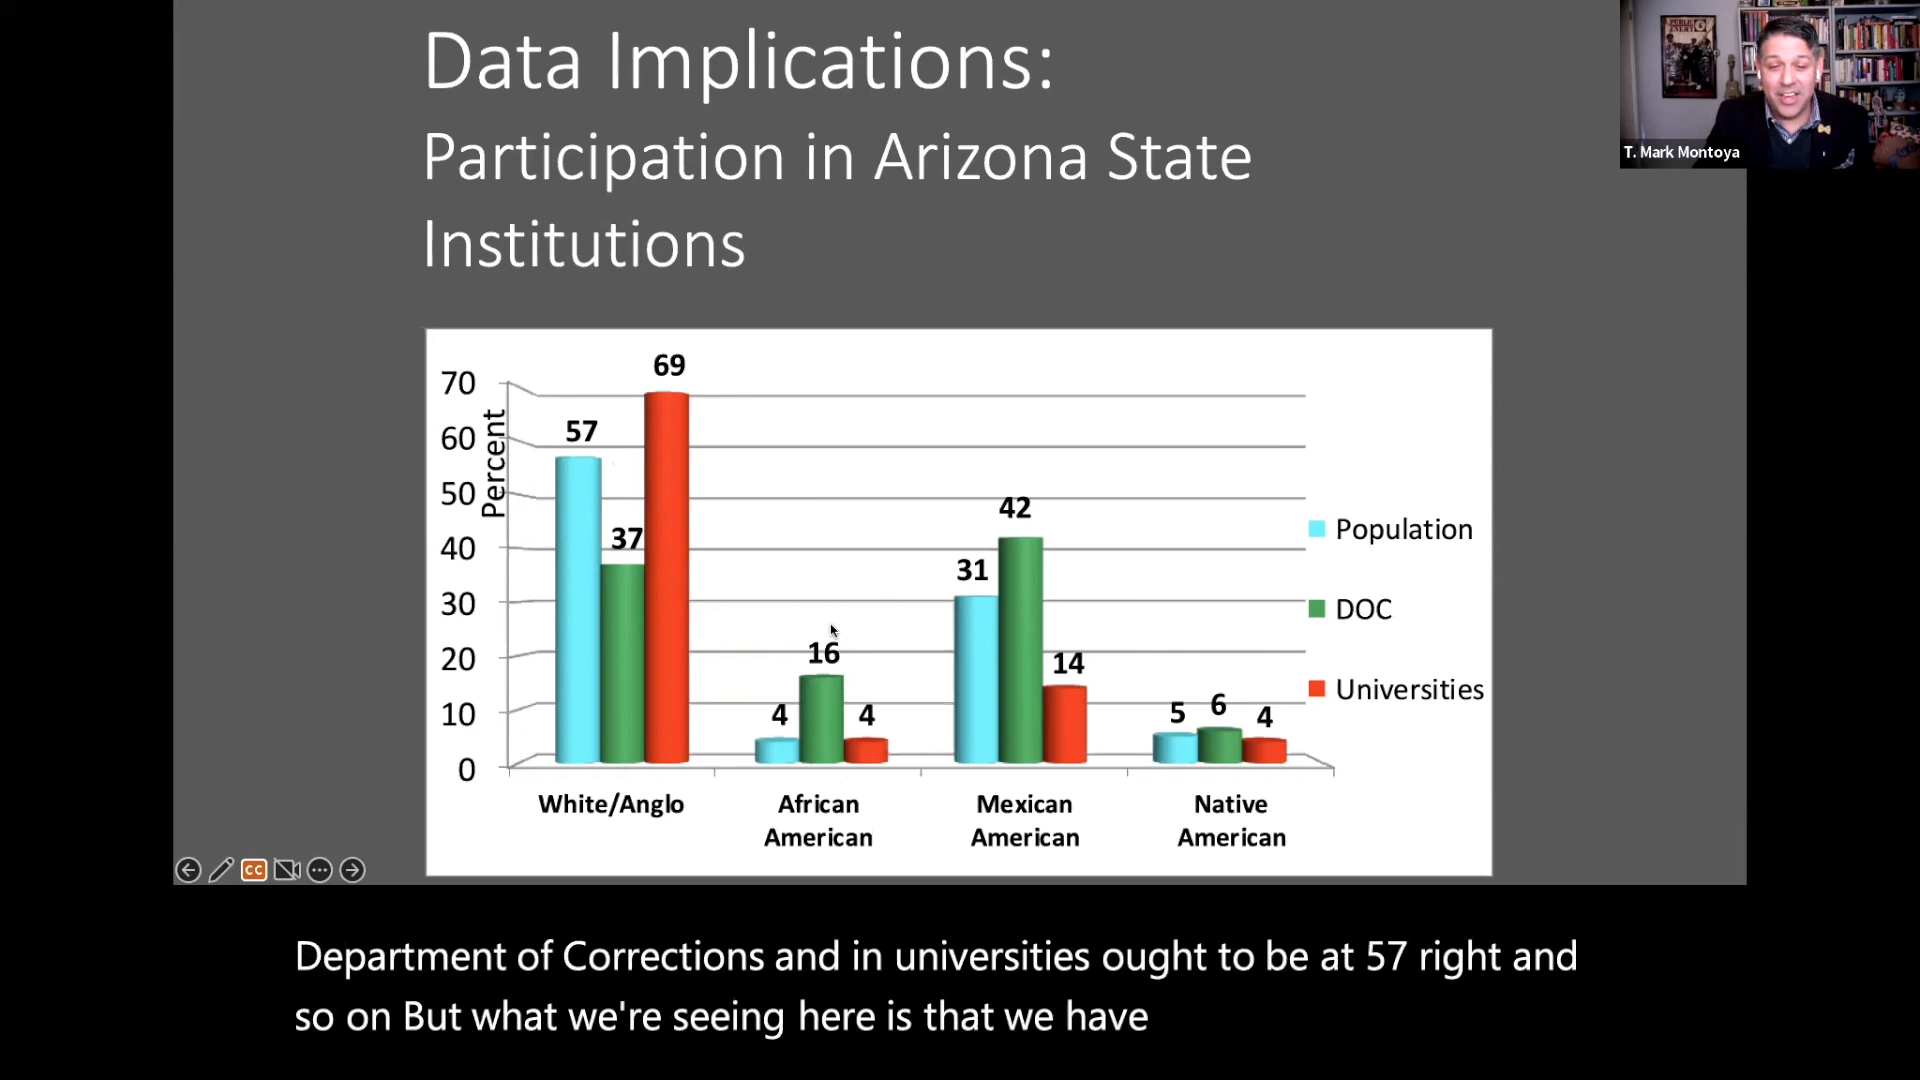 Data Implications:
Participation in Arizona State
Institutions
T. Mark Montoya
PUBLIC
ENEMY
Percent
70
60
50
40
30
20
10
0
57
37
69
4
16
4
31
42
14
5
6
4
White/Anglo
African
American
Mexican
American
Native
American
Population
DOC
Universities
CC
Department of Corrections and in universities ought to be at 57 right and
so on But what we're seeing here is that we have